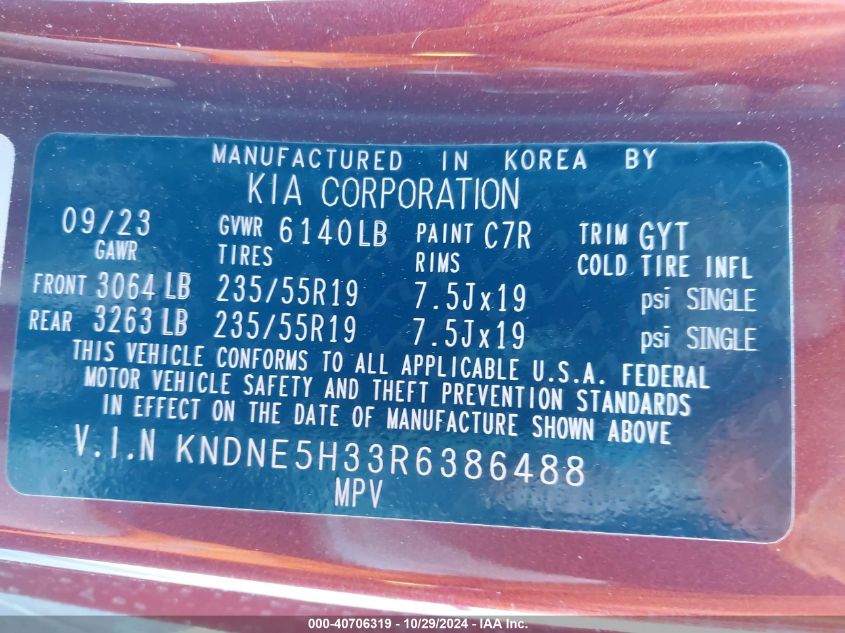 MANUFACTURED IN KOREA BY
KIA CORPORATION
09/23 GVWR 6140LB PAINT C7R TRIM GYT
GAWR TIRES RIMS COLD TIRE INFL
FRONT 3064 LB 235/55R19 7.5Jx19 psi SINGLE
REAR 3263 LB 235/55R19 7.5Jx19 psi SINGLE
THIS VEHICLE CONFORMS TO ALL APPLICABLE U.S.A. FEDERAL
MOTOR VEHICLE SAFETY AND THEFT PREVENTION STANDARDS
IN EFFECT ON THE DATE OF MANUFACTURE SHOWN ABOVE
V.I.N KNDNE5H33R6386488
MPV
000-40706319 - 10/29/2024 - IAA Inc.